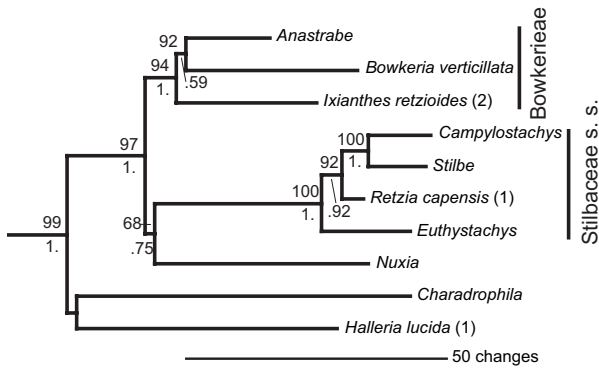 Anastrabe
92
Bowkeria verticillata
94
.59
1.
Ixianthes retzioides (2)
Bowkerieae
97
1.
100
Campylostachys
1.
Stilbe
92
Retzia capensis (1)
100
.92
1.
Euthystachys
Stilbaceae s. s.
68
.75
Nuxia
99
1.
Charadrophila
Halleria lucida (1)
50 changes